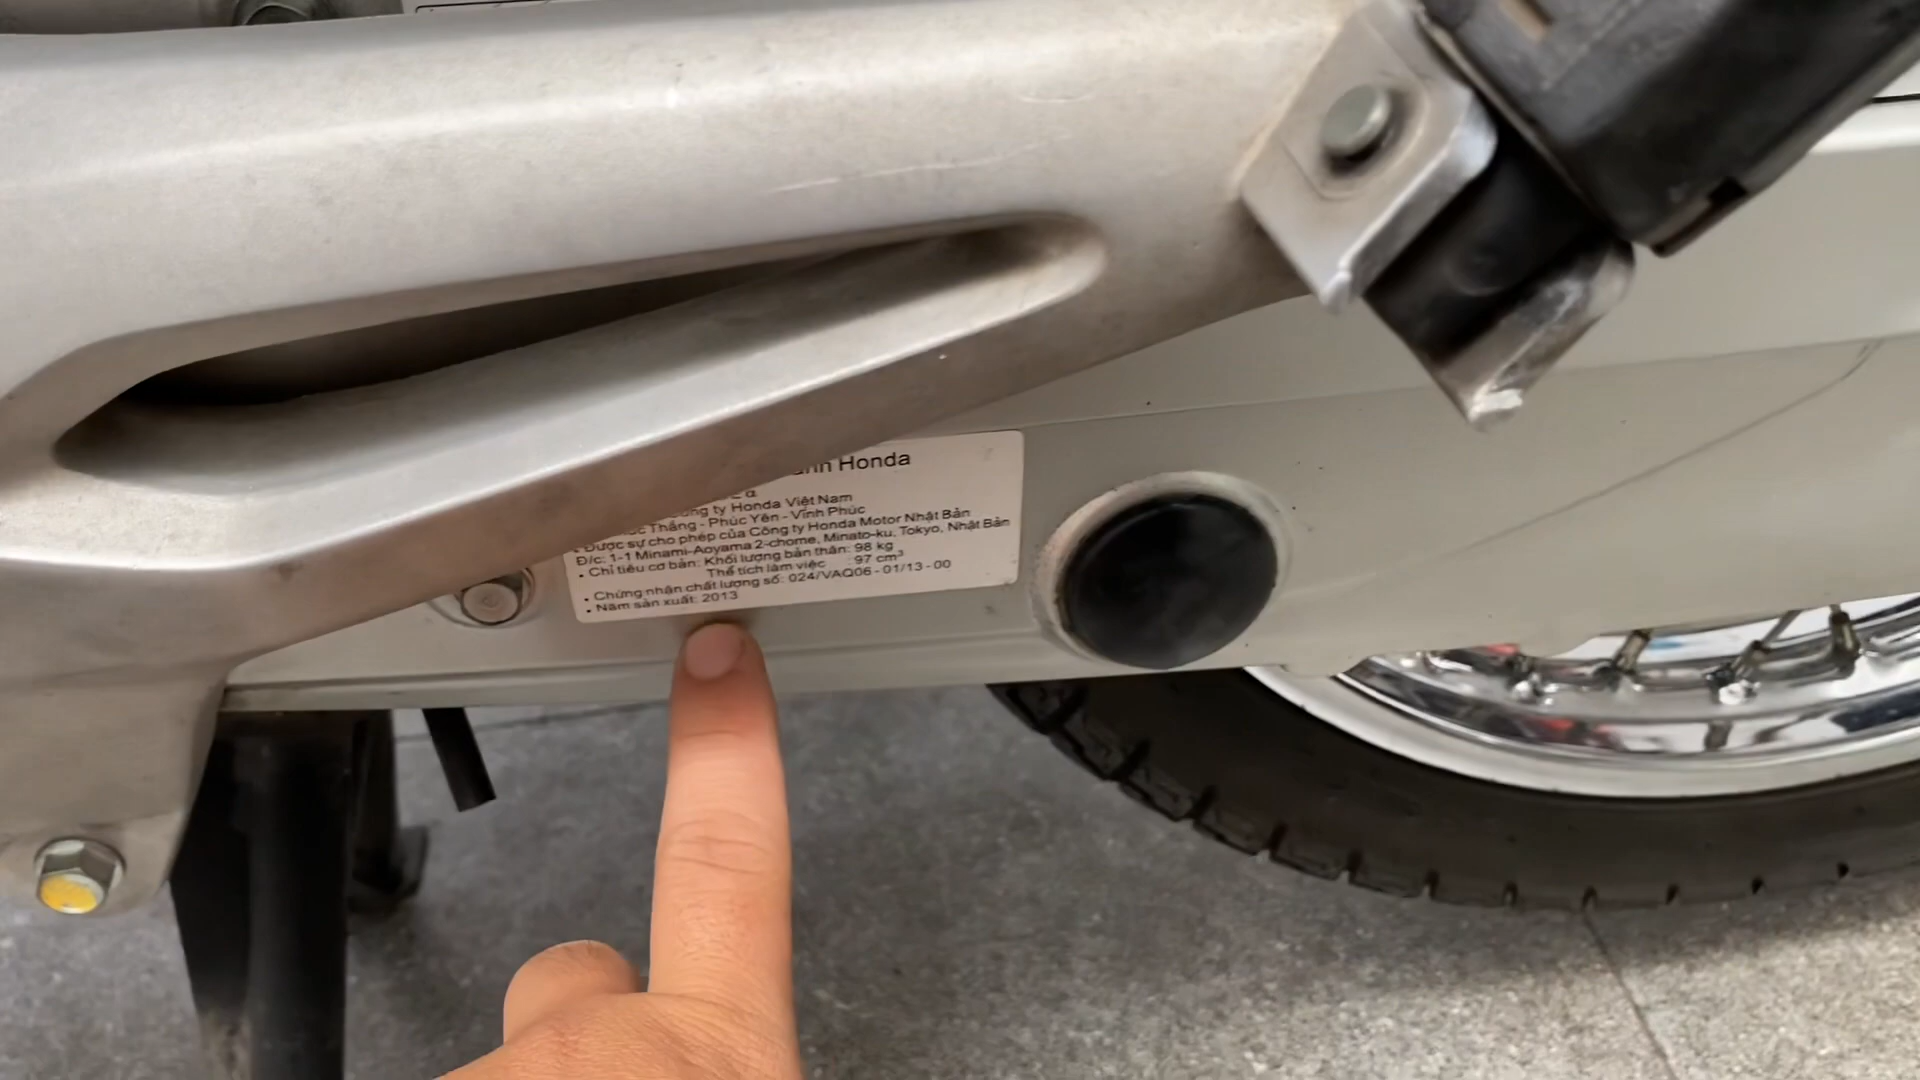 Honda
α
ty Honda Việt Nam
Thắng - Phúc Yên - Vĩnh Phúc
Được sự cho phép của Công ty Honda Motor Nhật Bản
Đ/c: 1-1 Minami-Aoyama 2-chome, Minato-ku, Tokyo, Nhật Bản
• Chỉ tiêu cơ bản: Khối lượng bản thân: 98 kg
Thể tích làm việc : 97 cm³
• Chứng nhận chất lượng số: 024/VAQ06 - 01/13 - 00
• Năm sản xuất: 2013